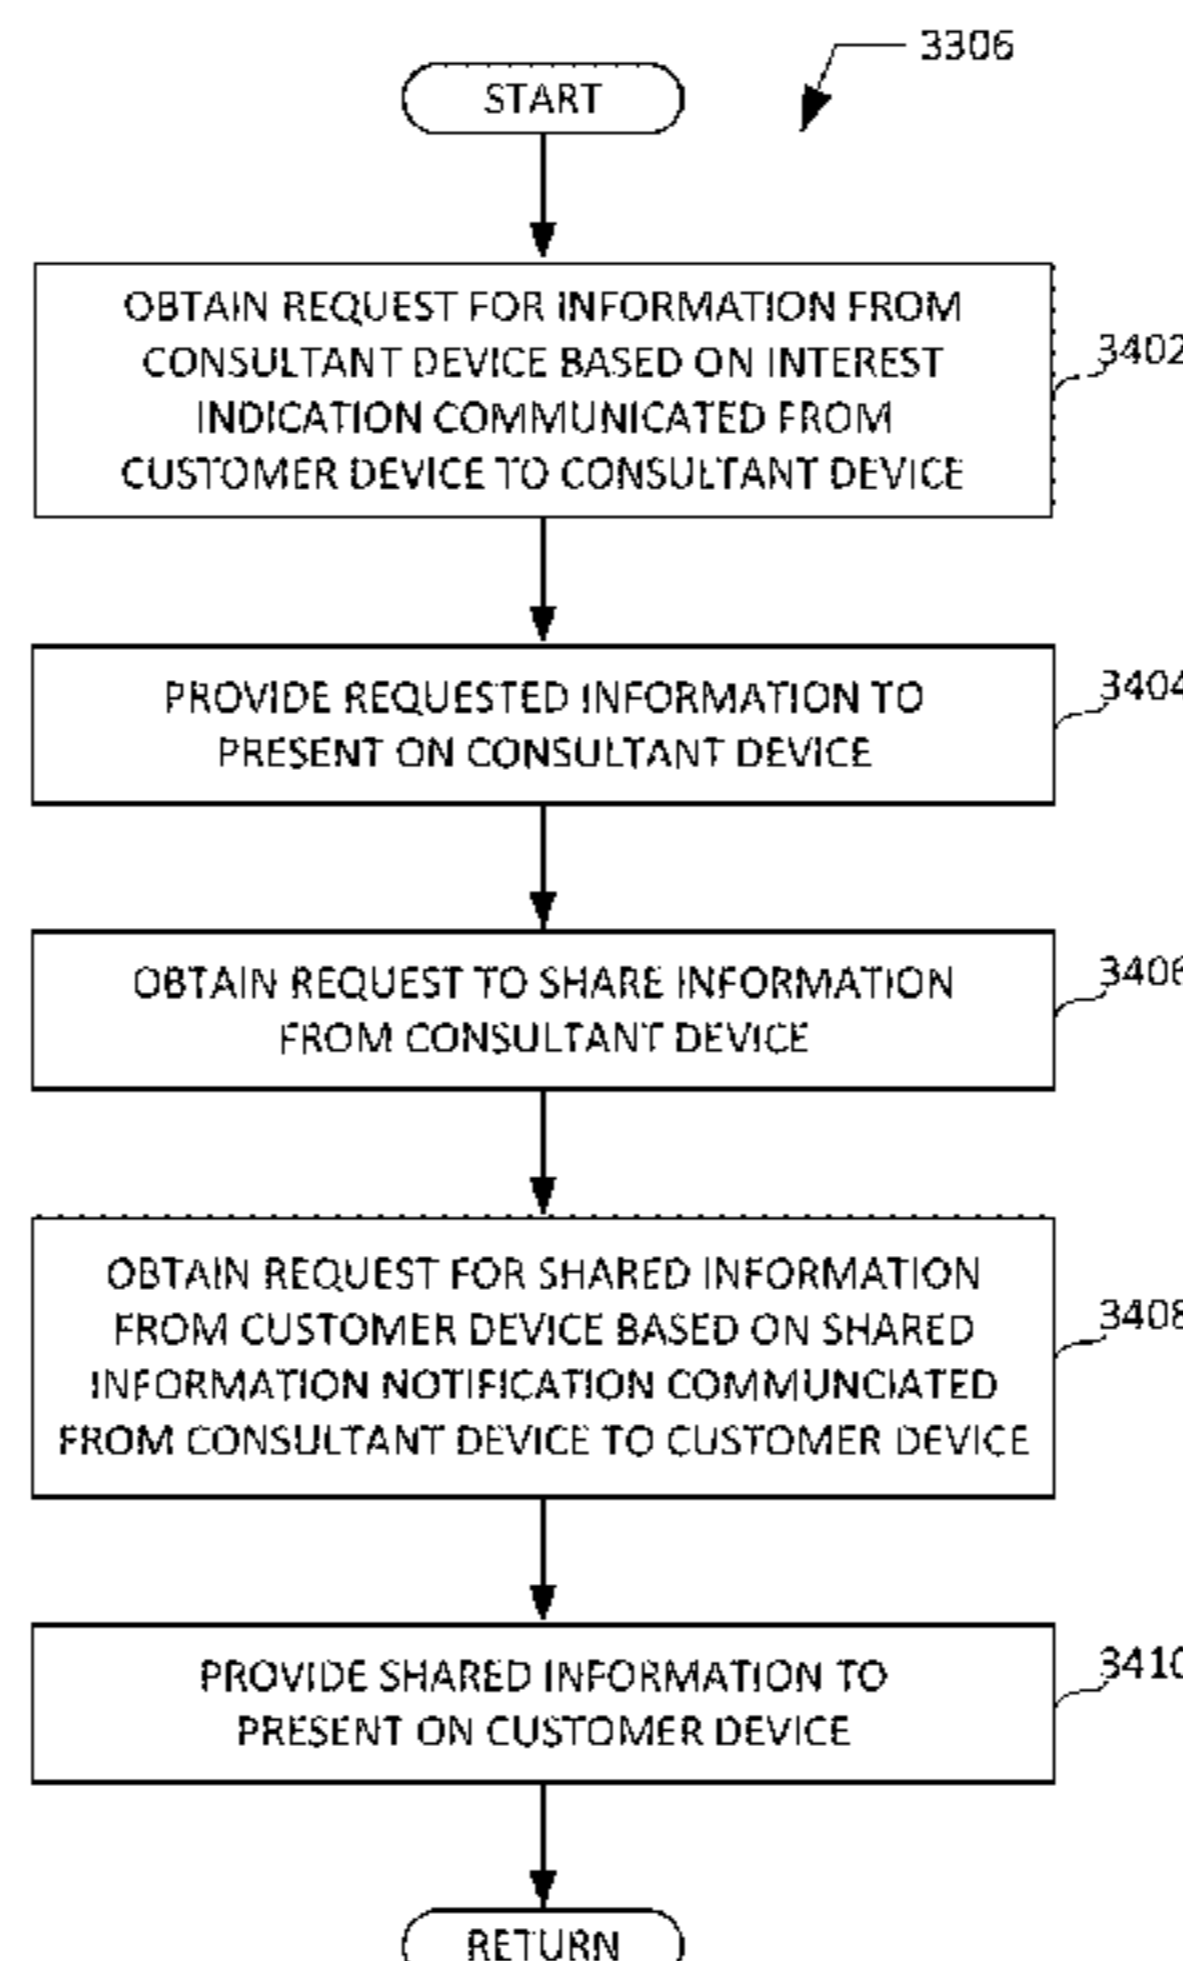 3306
START
OBTAIN REQUEST FOR INFORMATION FROM
CONSULTANT DEVICE BASED ON INTEREST
INDICATION COMMUNICATED FROM
CUSTOMER DEVICE TO CONSULTANT DEVICE
3402
PROVIDE REQUESTED INFORMATION TO
PRESENT ON CONSULTANT DEVICE
3404
OBTAIN REQUEST TO SHARE INFORMATION
FROM CONSULTANT DEVICE
3406
OBTAIN REQUEST FOR SHARED INFORMATION
FROM CUSTOMER DEVICE BASED ON SHARED
INFORMATION NOTIFICATION COMMUNCIATED
FROM CONSULTANT DEVICE TO CUSTOMER DEVICE
3408
PROVIDE SHARED INFORMATION TO
PRESENT ON CUSTOMER DEVICE
3410
RETURN